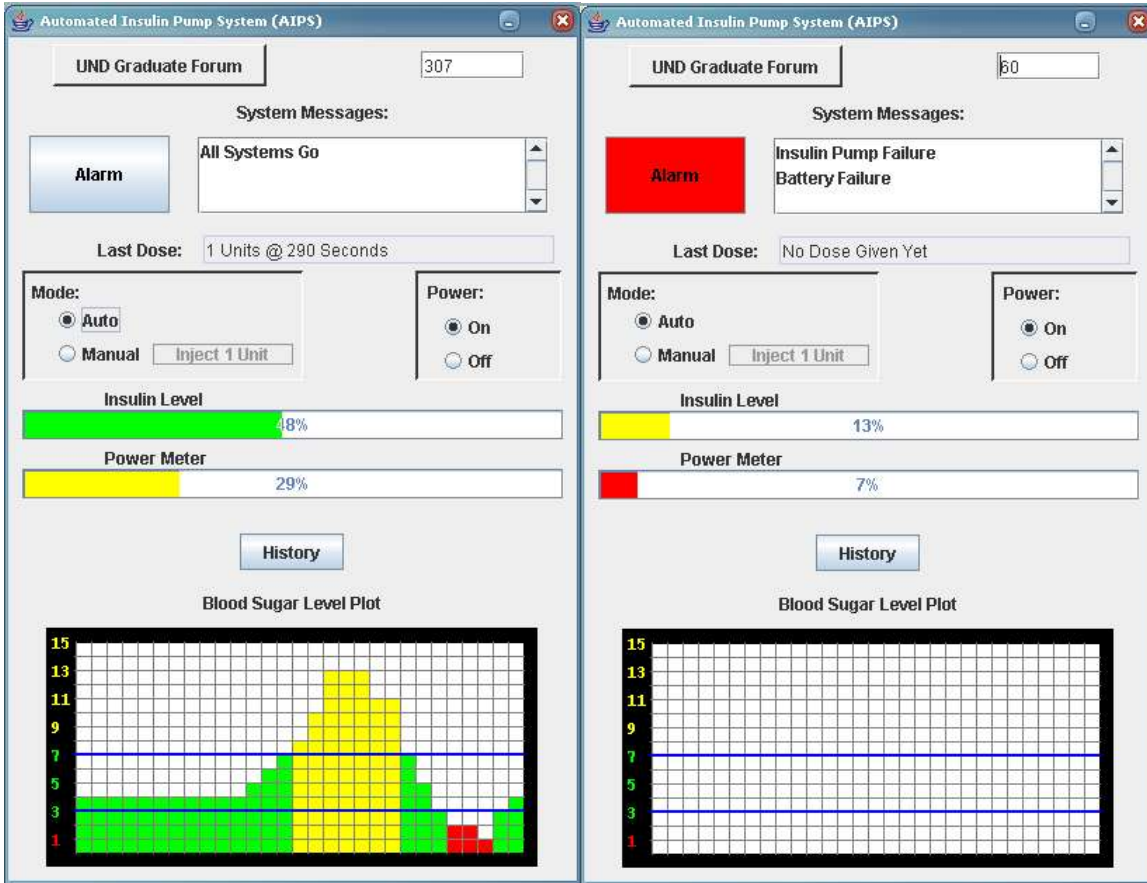 Automated Insulin Pump System (AIPS)
UND Graduate Forum
307
System Messages:
Alarm
All Systems Go
Last Dose:
1 Units @ 290 Seconds
Mode:
Auto
Manual
Inject 1 Unit
Power:
On
Off
Insulin Level
48%
Power Meter
29%
History
Blood Sugar Level Plot
15
13
11
9
7
5
3
1
Automated Insulin Pump System (AIPS)
UND Graduate Forum
60
System Messages:
Alarm
Insulin Pump Failure
Battery Failure
Last Dose:
No Dose Given Yet
Mode:
Auto
Manual
Inject 1 Unit
Power:
On
Off
Insulin Level
13%
Power Meter
7%
History
Blood Sugar Level Plot
15
13
11
9
7
5
3
1